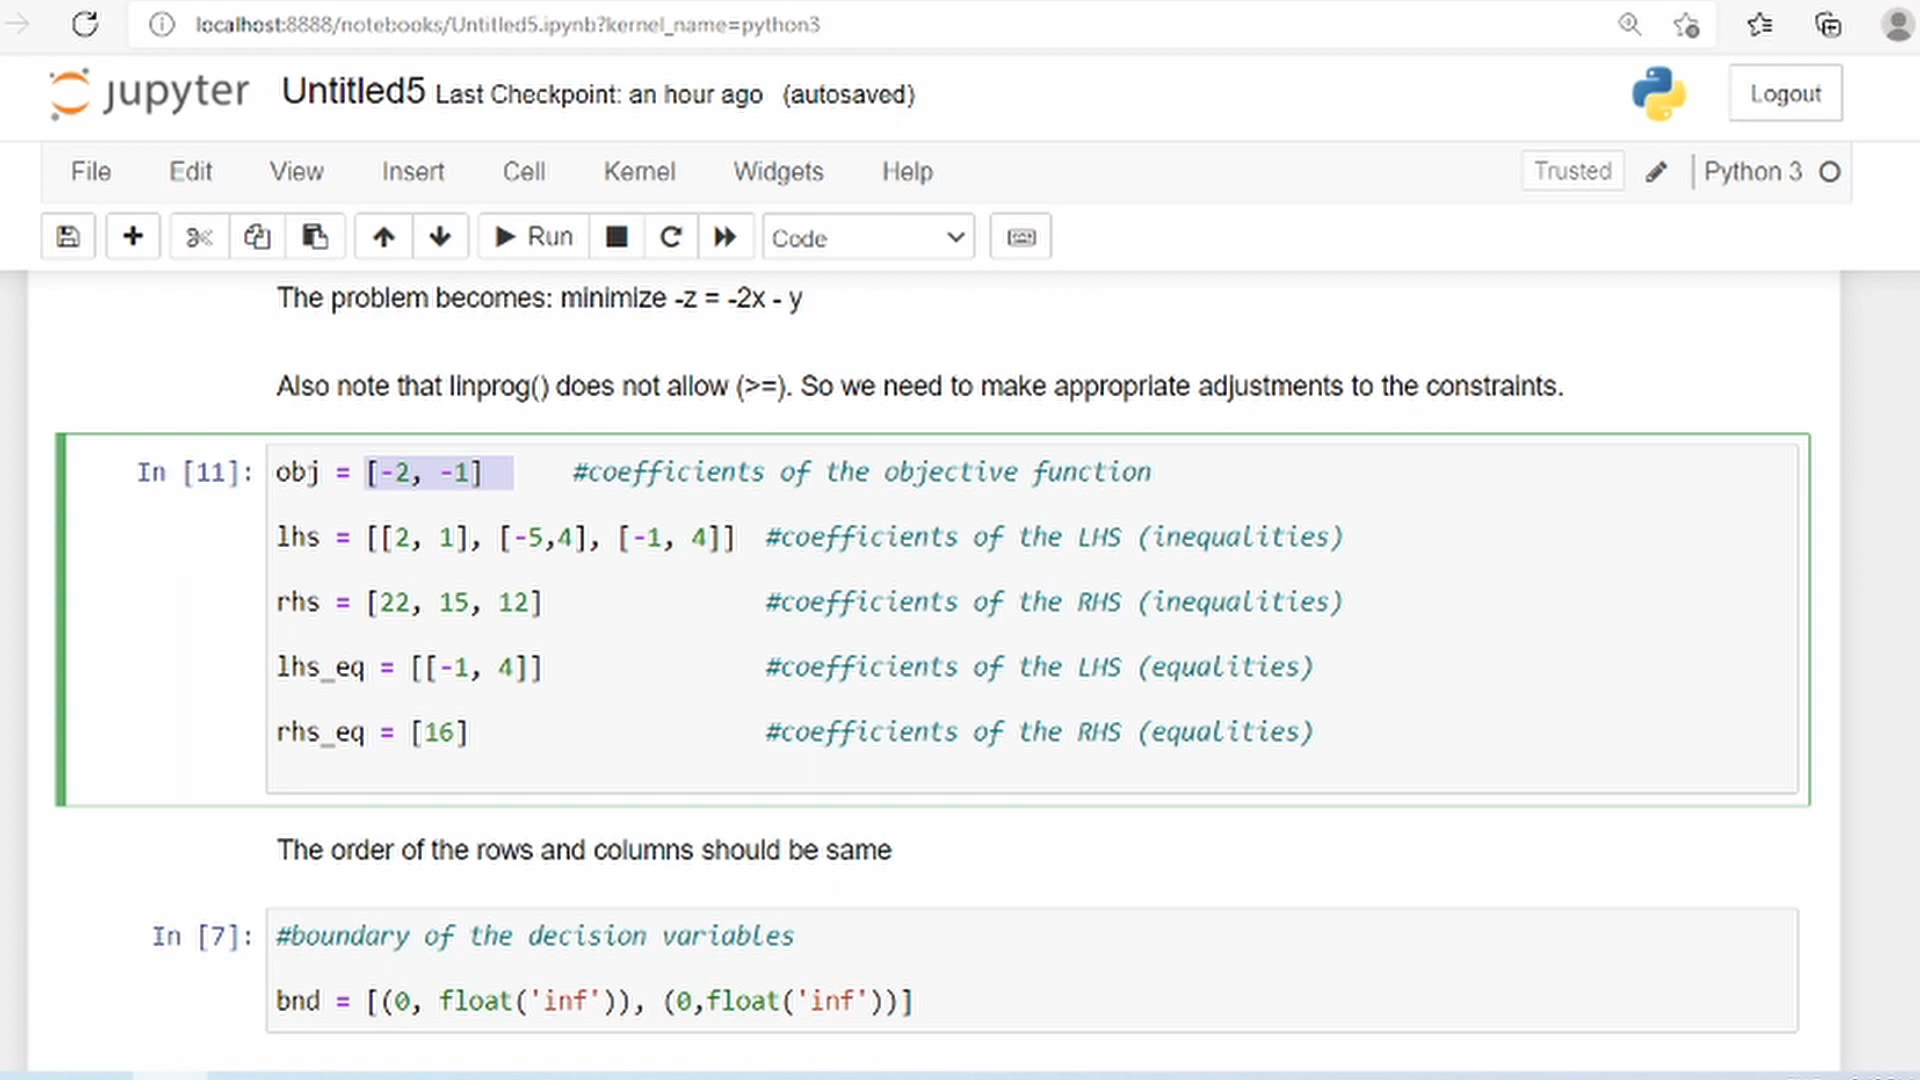 localhost:8888/notebooks/Untitled5.ipynb?kernel_name=python3
jupyter Untitled5 Last Checkpoint: an hour ago (autosaved) Logout
File Edit View Insert Cell Kernel Widgets Help Trusted Python 3
Run Code
The problem becomes: minimize -z = -2x - y
Also note that linprog() does not allow (>=). So we need to make appropriate adjustments to the constraints.
In [11]: obj = [-2, -1] #coefficients of the objective function
lhs = [[2, 1], [-5,4], [-1, 4]] #coefficients of the LHS (inequalities)
rhs = [22, 15, 12] #coefficients of the RHS (inequalities)
lhs_eq = [[-1, 4]] #coefficients of the LHS (equalities)
rhs_eq = [16] #coefficients of the RHS (equalities)
The order of the rows and columns should be same
In [7]: #boundary of the decision variables
bnd = [(0, float('inf')), (0,float('inf'))]